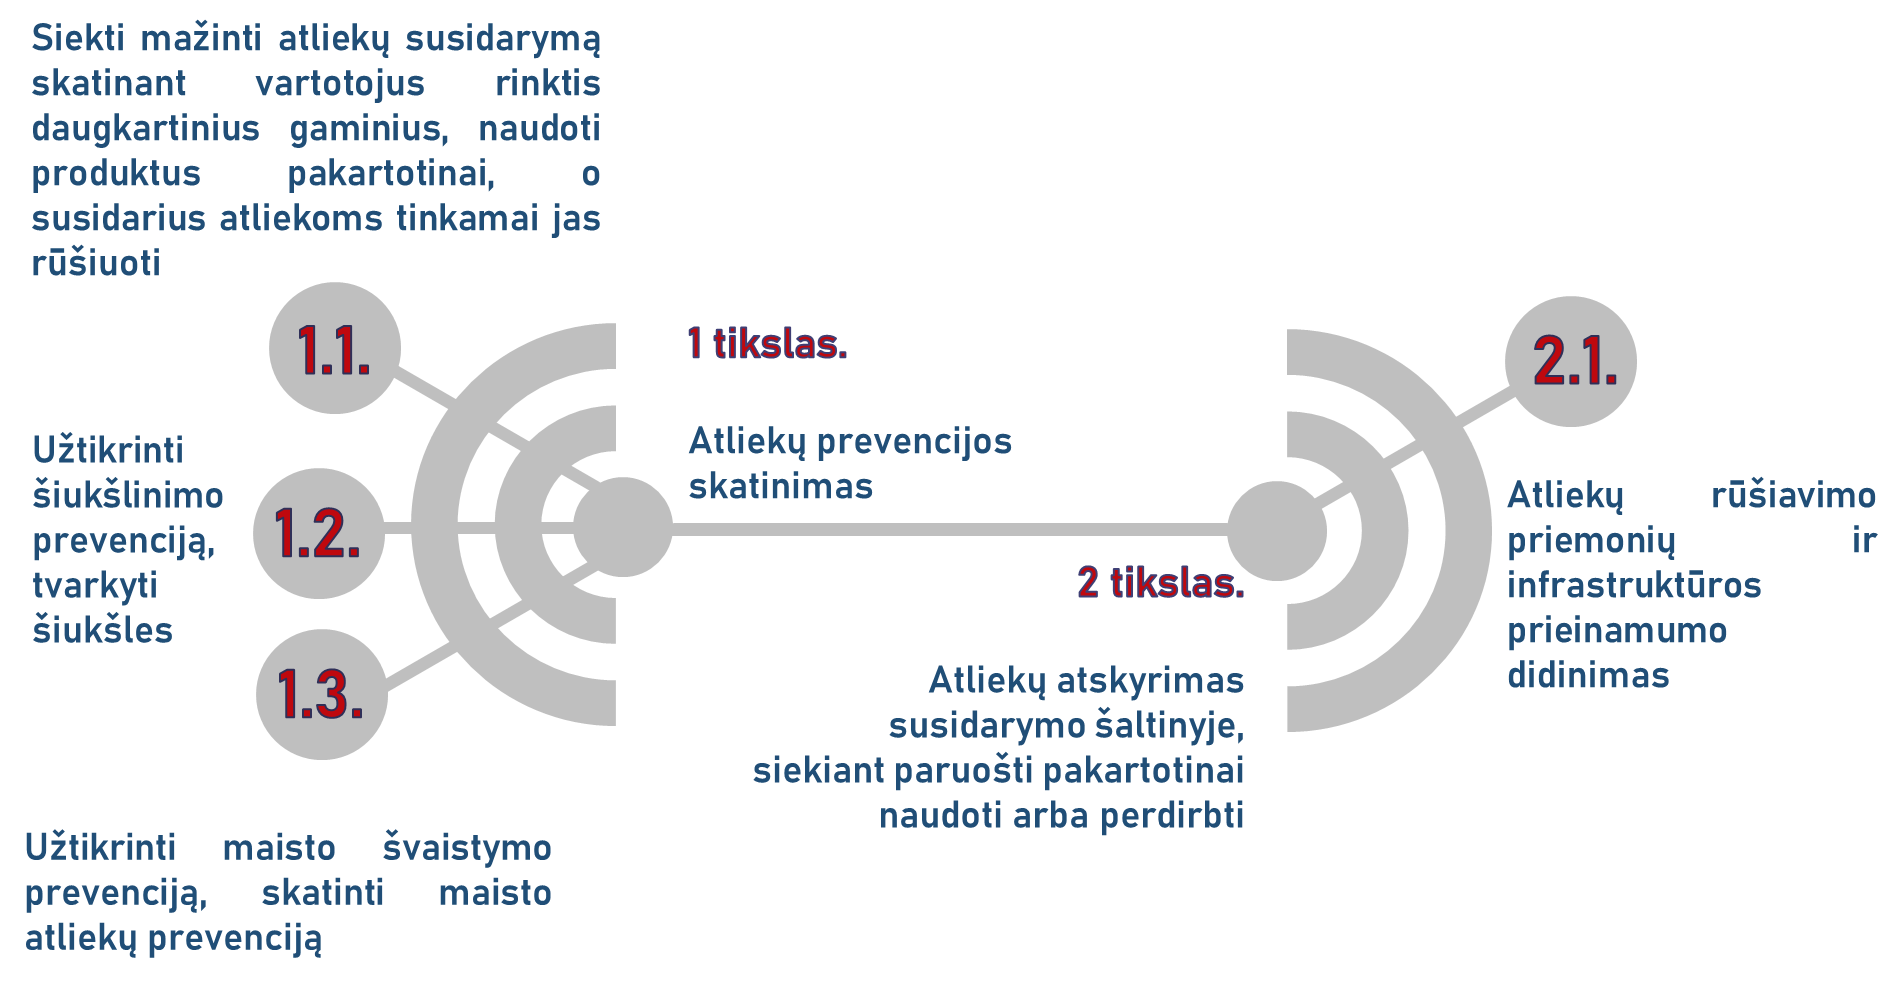 Siekti mažinti atliekų susidarymą
skatinant vartotojus rinktis
daugkartinius gaminius, naudoti
produktus pakartotinai, o
susidarius atliekoms tinkamai jas
rūšiuoti
1.1.
Užtikrinti
šiukšlinimo
prevenciją,
tvarkyti
šiukšles
1.2.
1.3.
Užtikrinti maisto švaistymo
prevenciją, skatinti maisto
atliekų prevenciją
1 tikslas.
Atliekų prevencijos
skatinimas
2 tikslas.
Atliekų atskyrimas
susidarymo šaltinyje,
siekiant paruošti pakartotinai
naudoti arba perdirbti
2.1.
Atliekų rūšiavimo
priemonių ir
infrastruktūros
prieinamumo
didinimas